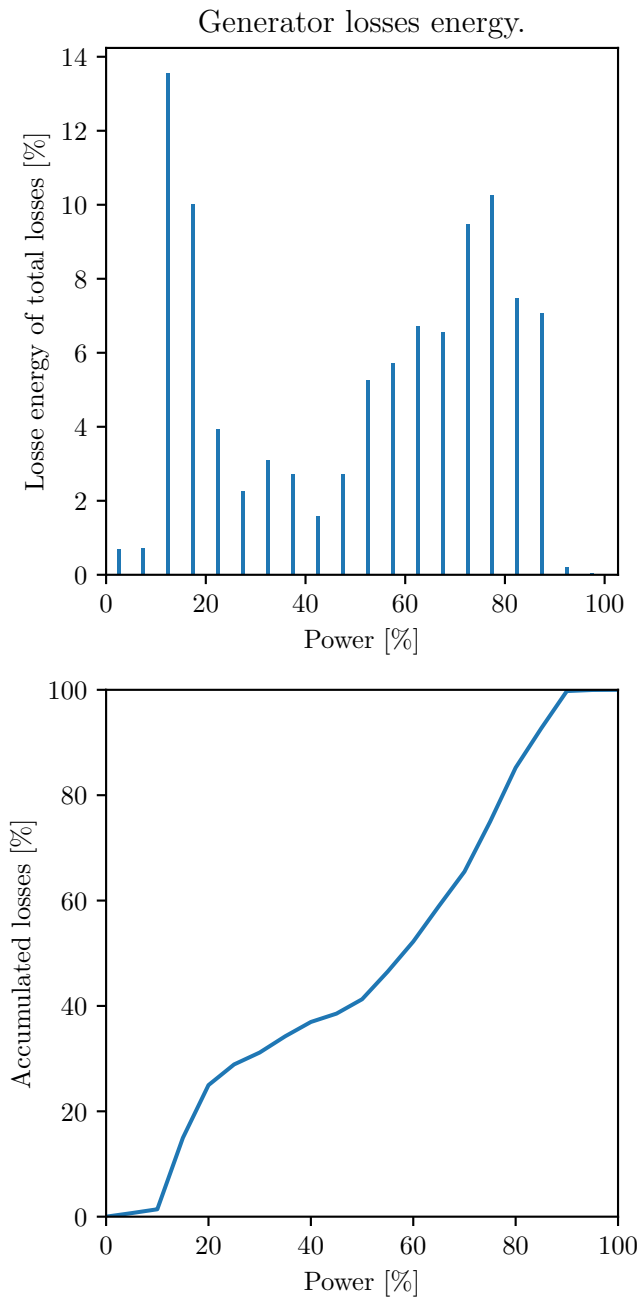 Generator losses energy.
Losse energy of total losses [%]
14
12
10
8
6
4
2
0
0 20 40 60 80 100
Power [%]
Accumulated losses [%]
100
80
60
40
20
0
0 20 40 60 80 100
Power [%]